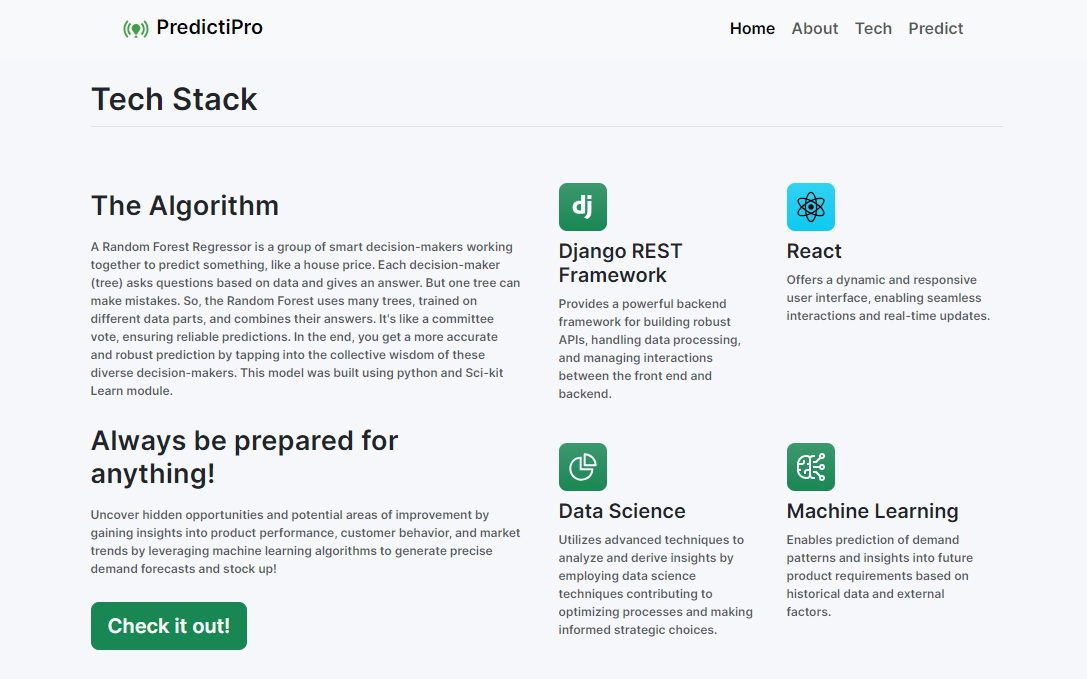 PredictiPro
Home About Tech Predict
Tech Stack
The Algorithm
A Random Forest Regressor is a group of smart decision-makers working
together to predict something, like a house price. Each decision-maker
(tree) asks questions based on data and gives an answer. But one tree can
make mistakes. So, the Random Forest uses many trees, trained on
different data parts, and combines their answers. It's like a committee
vote, ensuring reliable predictions. In the end, you get a more accurate
and robust prediction by tapping into the collective wisdom of these
diverse decision-makers. This model was built using python and Sci-kit
Learn module.
Always be prepared for
anything!
Uncover hidden opportunities and potential areas of improvement by
gaining insights into product performance, customer behavior, and market
trends by leveraging machine learning algorithms to generate precise
demand forecasts and stock up!
Check it out!
dj
Django REST
Framework
Provides a powerful backend
framework for building robust
APIs, handling data processing,
and managing interactions
between the front end and
backend.
React
Offers a dynamic and responsive
user interface, enabling seamless
interactions and real-time updates.
Data Science
Utilizes advanced techniques to
analyze and derive insights by
employing data science
techniques contributing to
optimizing processes and making
informed strategic choices.
Machine Learning
Enables prediction of demand
patterns and insights into future
product requirements based on
historical data and external
factors.